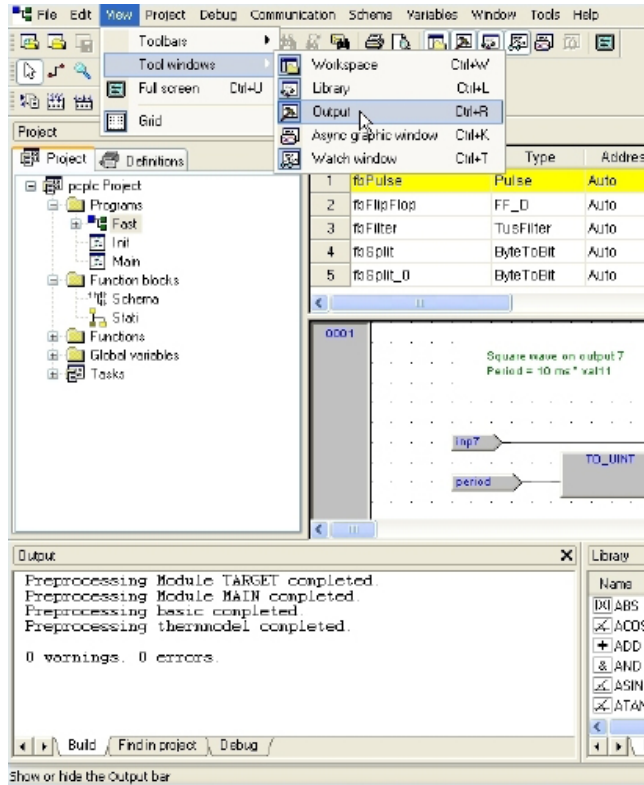 File Edit View Project Debug Communication Scheme Variables Window Tools Help
Toolbars
Tool windows
Full screen Ctrl+U
Grid
Workspace Ctrl+W
Library Ctrl+L
Output Ctrl+R
Async graphic window Ctrl+K
Watch window Ctrl+T
Project
Project Definitions
pcplc Project
Programs
Fast
Init
Main
Function blocks
Schema
Stati
Functions
Global variables
Tasks
Type Addres
1 fbPulse Pulse Auto
2 fbFlipFlop FF_D Auto
3 fbFilter TusFilter Auto
4 fbSplit ByteToBit Auto
5 fbSplit_0 ByteToBit Auto
0001
Square wave on output 7
Period = 10 ms * val11
inp7
TO_UINT
period
Output
Preprocessing Module TARGET completed.
Preprocessing Module MAIN completed.
Preprocessing basic completed.
Preprocessing thermmodel completed.
0 warnings. 0 errors.
Build Find in project Debug
Library
Name
ABS
ACOS
ADD
AND
ASIN
ATAN
Show or hide the Output bar